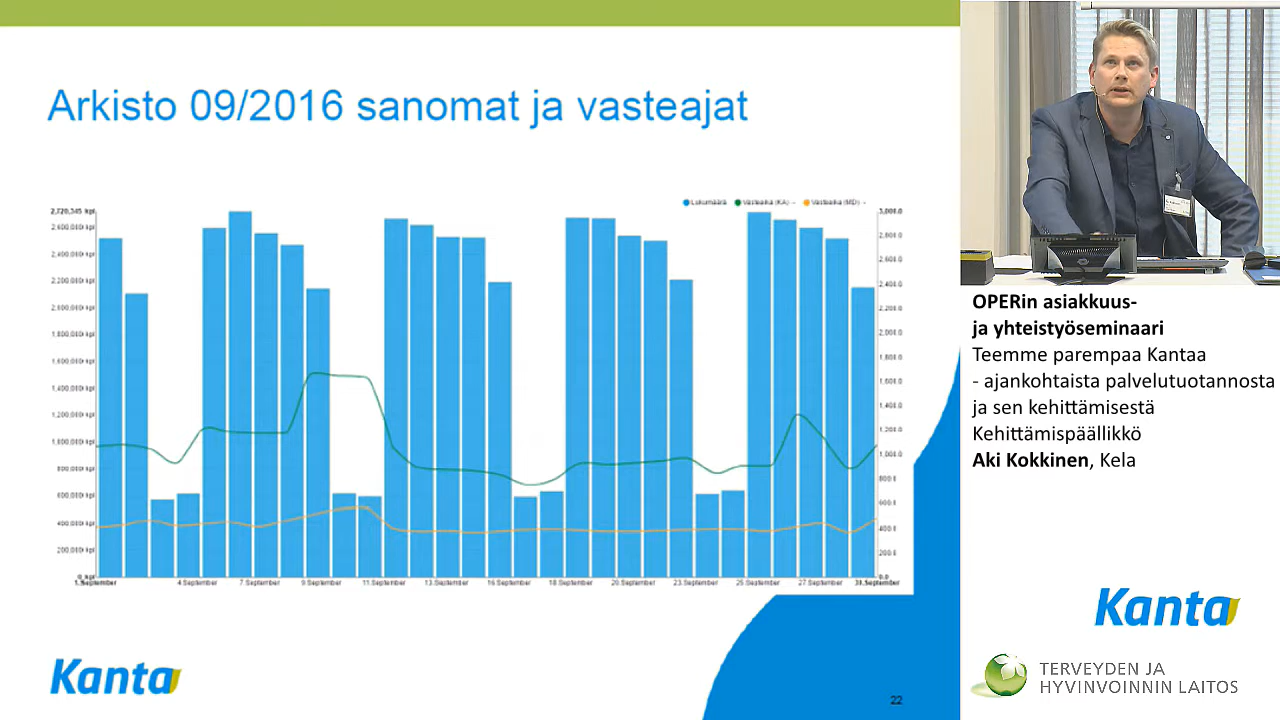 Arkisto 09/2016 sanomat ja vasteajat
Lukumäärä Vasteaika (KA) Vasteaika (MD)
2,720,345 kpl
2,600,000 kpl
2,400,000 kpl
2,200,000 kpl
2,000,000 kpl
1,800,000 kpl
1,600,000 kpl
1,400,000 kpl
1,200,000 kpl
1,000,000 kpl
800,000 kpl
600,000 kpl
400,000 kpl
200,000 kpl
0 kpl
3,000.0
2,800.0
2,600.0
2,400.0
2,200.0
2,000.0
1,800.0
1,600.0
1,400.0
1,200.0
1,000.0
800.0
600.0
400.0
200.0
0.0
1.September 4.September 7.September 9.September 11.September 13.September 16.September 18.September 20.September 23.September 25.September 27.September
Kanta
22
OPERin asiakkuus-
ja yhteistyöseminaari
Teemme parempaa Kantaa
- ajankohtaista palvelutuotannosta
ja sen kehittämisestä
Kehittämispäällikkö
Aki Kokkinen, Kela
Kanta
TERVEYDEN JA
HYVINVOINNIN LAITOS